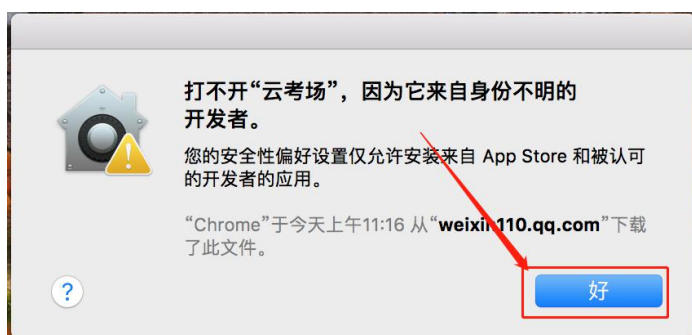 打不开“云考场”，因为它来自身份不明的
开发者。
您的安全性偏好设置仅允许安装来自 App Store 和被认可
的开发者的应用。
“Chrome”于今天上午11:16 从“weixin110.qq.com”下载
了此文件。
?
好